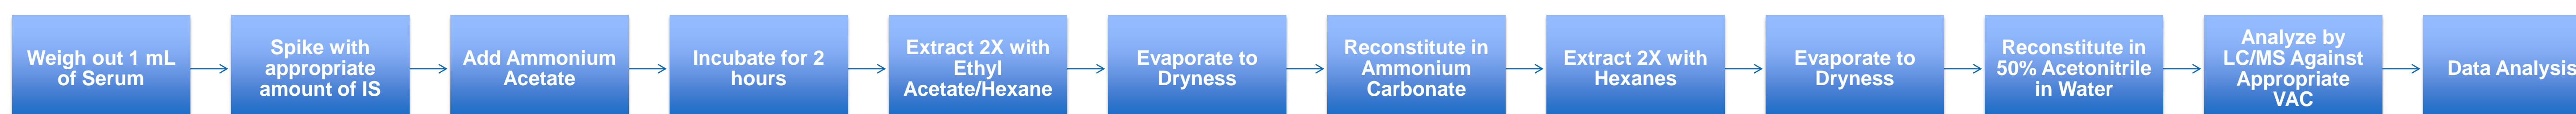 Weigh out 1 mL
of Serum
Spike with
appropriate
amount of IS
Add Ammonium
Acetate
Incubate for 2
hours
Extract 2X with
Ethyl
Acetate/Hexane
Evaporate to
Dryness
Reconstitute in
Ammonium
Carbonate
Extract 2X with
Hexanes
Evaporate to
Dryness
Reconstitute in
50% Acetonitrile
in Water
Analyze by
LC/MS Against
Appropriate
VAC
Data Analysis